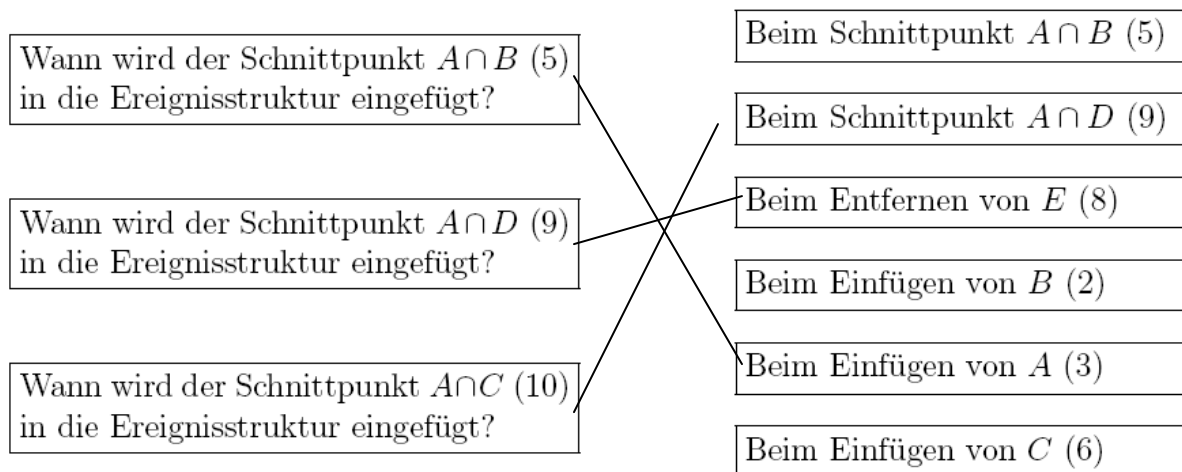 Wann wird der Schnittpunkt A ∩ B (5)
in die Ereignisstruktur eingefügt?
Wann wird der Schnittpunkt A ∩ D (9)
in die Ereignisstruktur eingefügt?
Wann wird der Schnittpunkt A∩C (10)
in die Ereignisstruktur eingefügt?
Beim Schnittpunkt A ∩ B (5)
Beim Schnittpunkt A ∩ D (9)
Beim Entfernen von E (8)
Beim Einfügen von B (2)
Beim Einfügen von A (3)
Beim Einfügen von C (6)